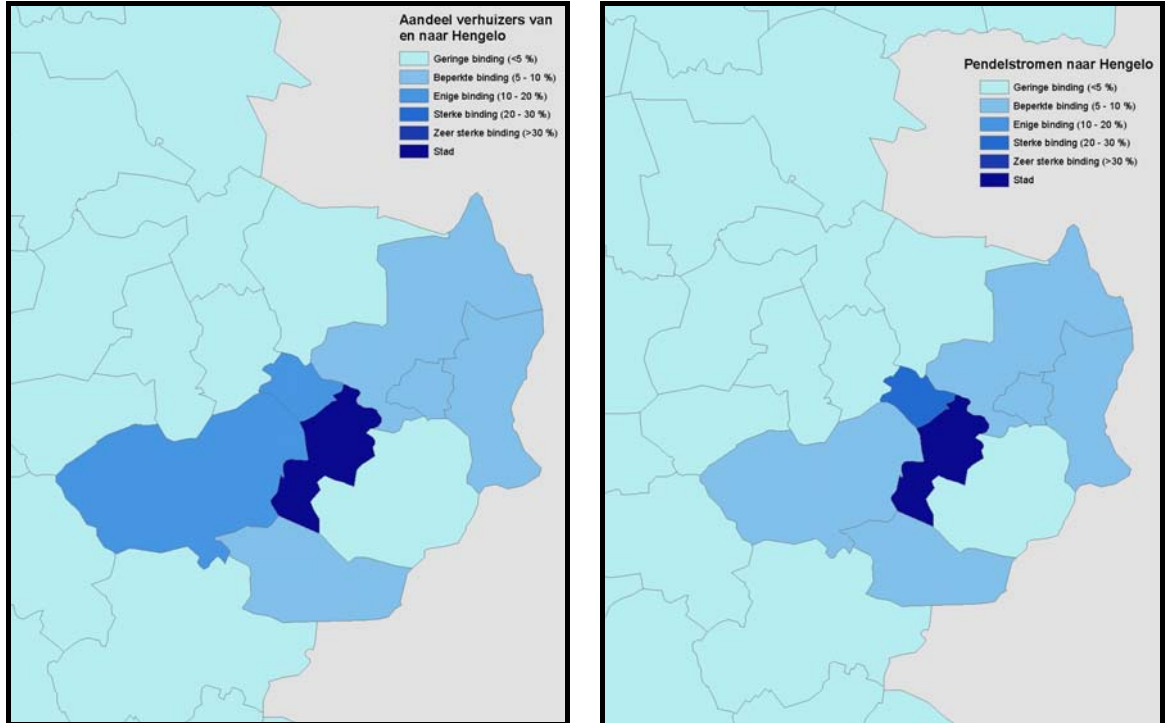 Aandeel verhuizers van
en naar Hengelo
Geringe binding (<5 %)
Beperkte binding (5 - 10 %)
Enige binding (10 - 20 %)
Sterke binding (20 - 30 %)
Zeer sterke binding (>30 %)
Stad
Pendelstromen naar Hengelo
Geringe binding (<5 %)
Beperkte binding (5 - 10 %)
Enige binding (10 - 20 %)
Sterke binding (20 - 30%)
Zeer sterke binding (>30 %)
Stad